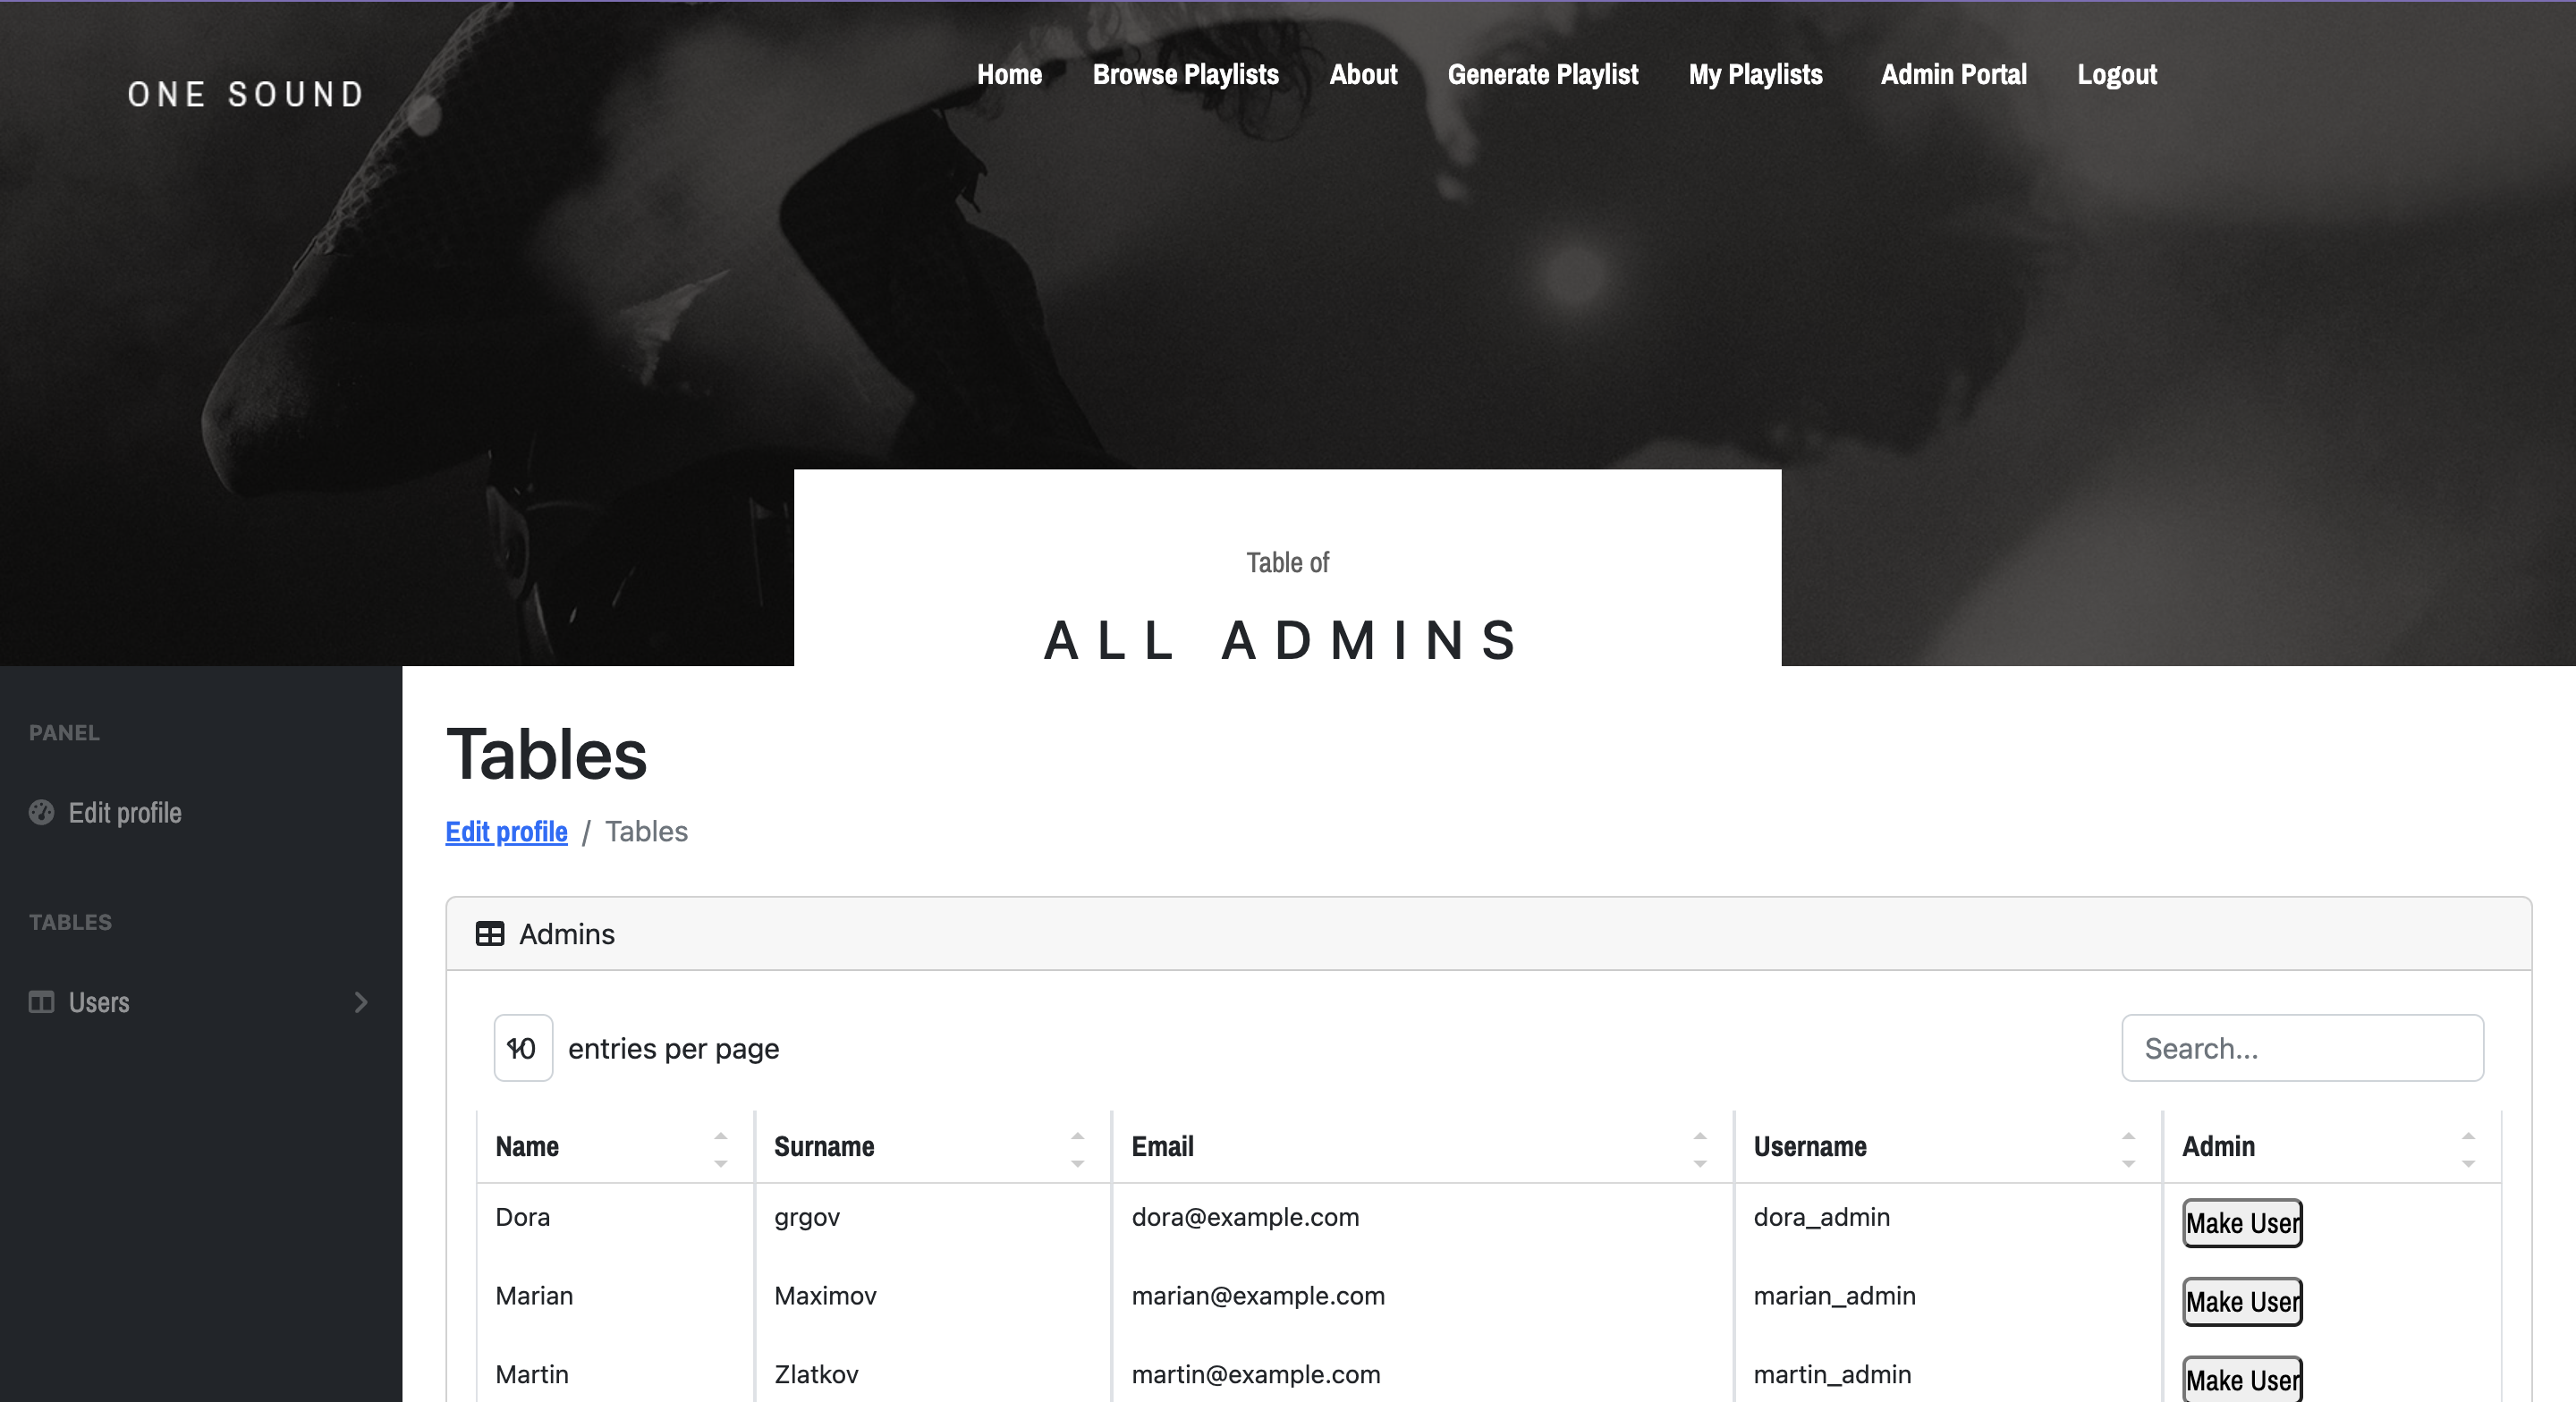 ONE SOUND
Home Browse Playlists About Generate Playlist My Playlists Admin Portal Logout
Table of
ALL ADMINS
PANEL
Edit profile
TABLES
Users
Tables
Edit profile / Tables
Admins
10 entries per page
Search...
Name Surname Email Username Admin
Dora grgov dora@example.com dora_admin Make User
Marian Maximov marian@example.com marian_admin Make User
Martin Zlatkov martin@example.com martin_admin Make User